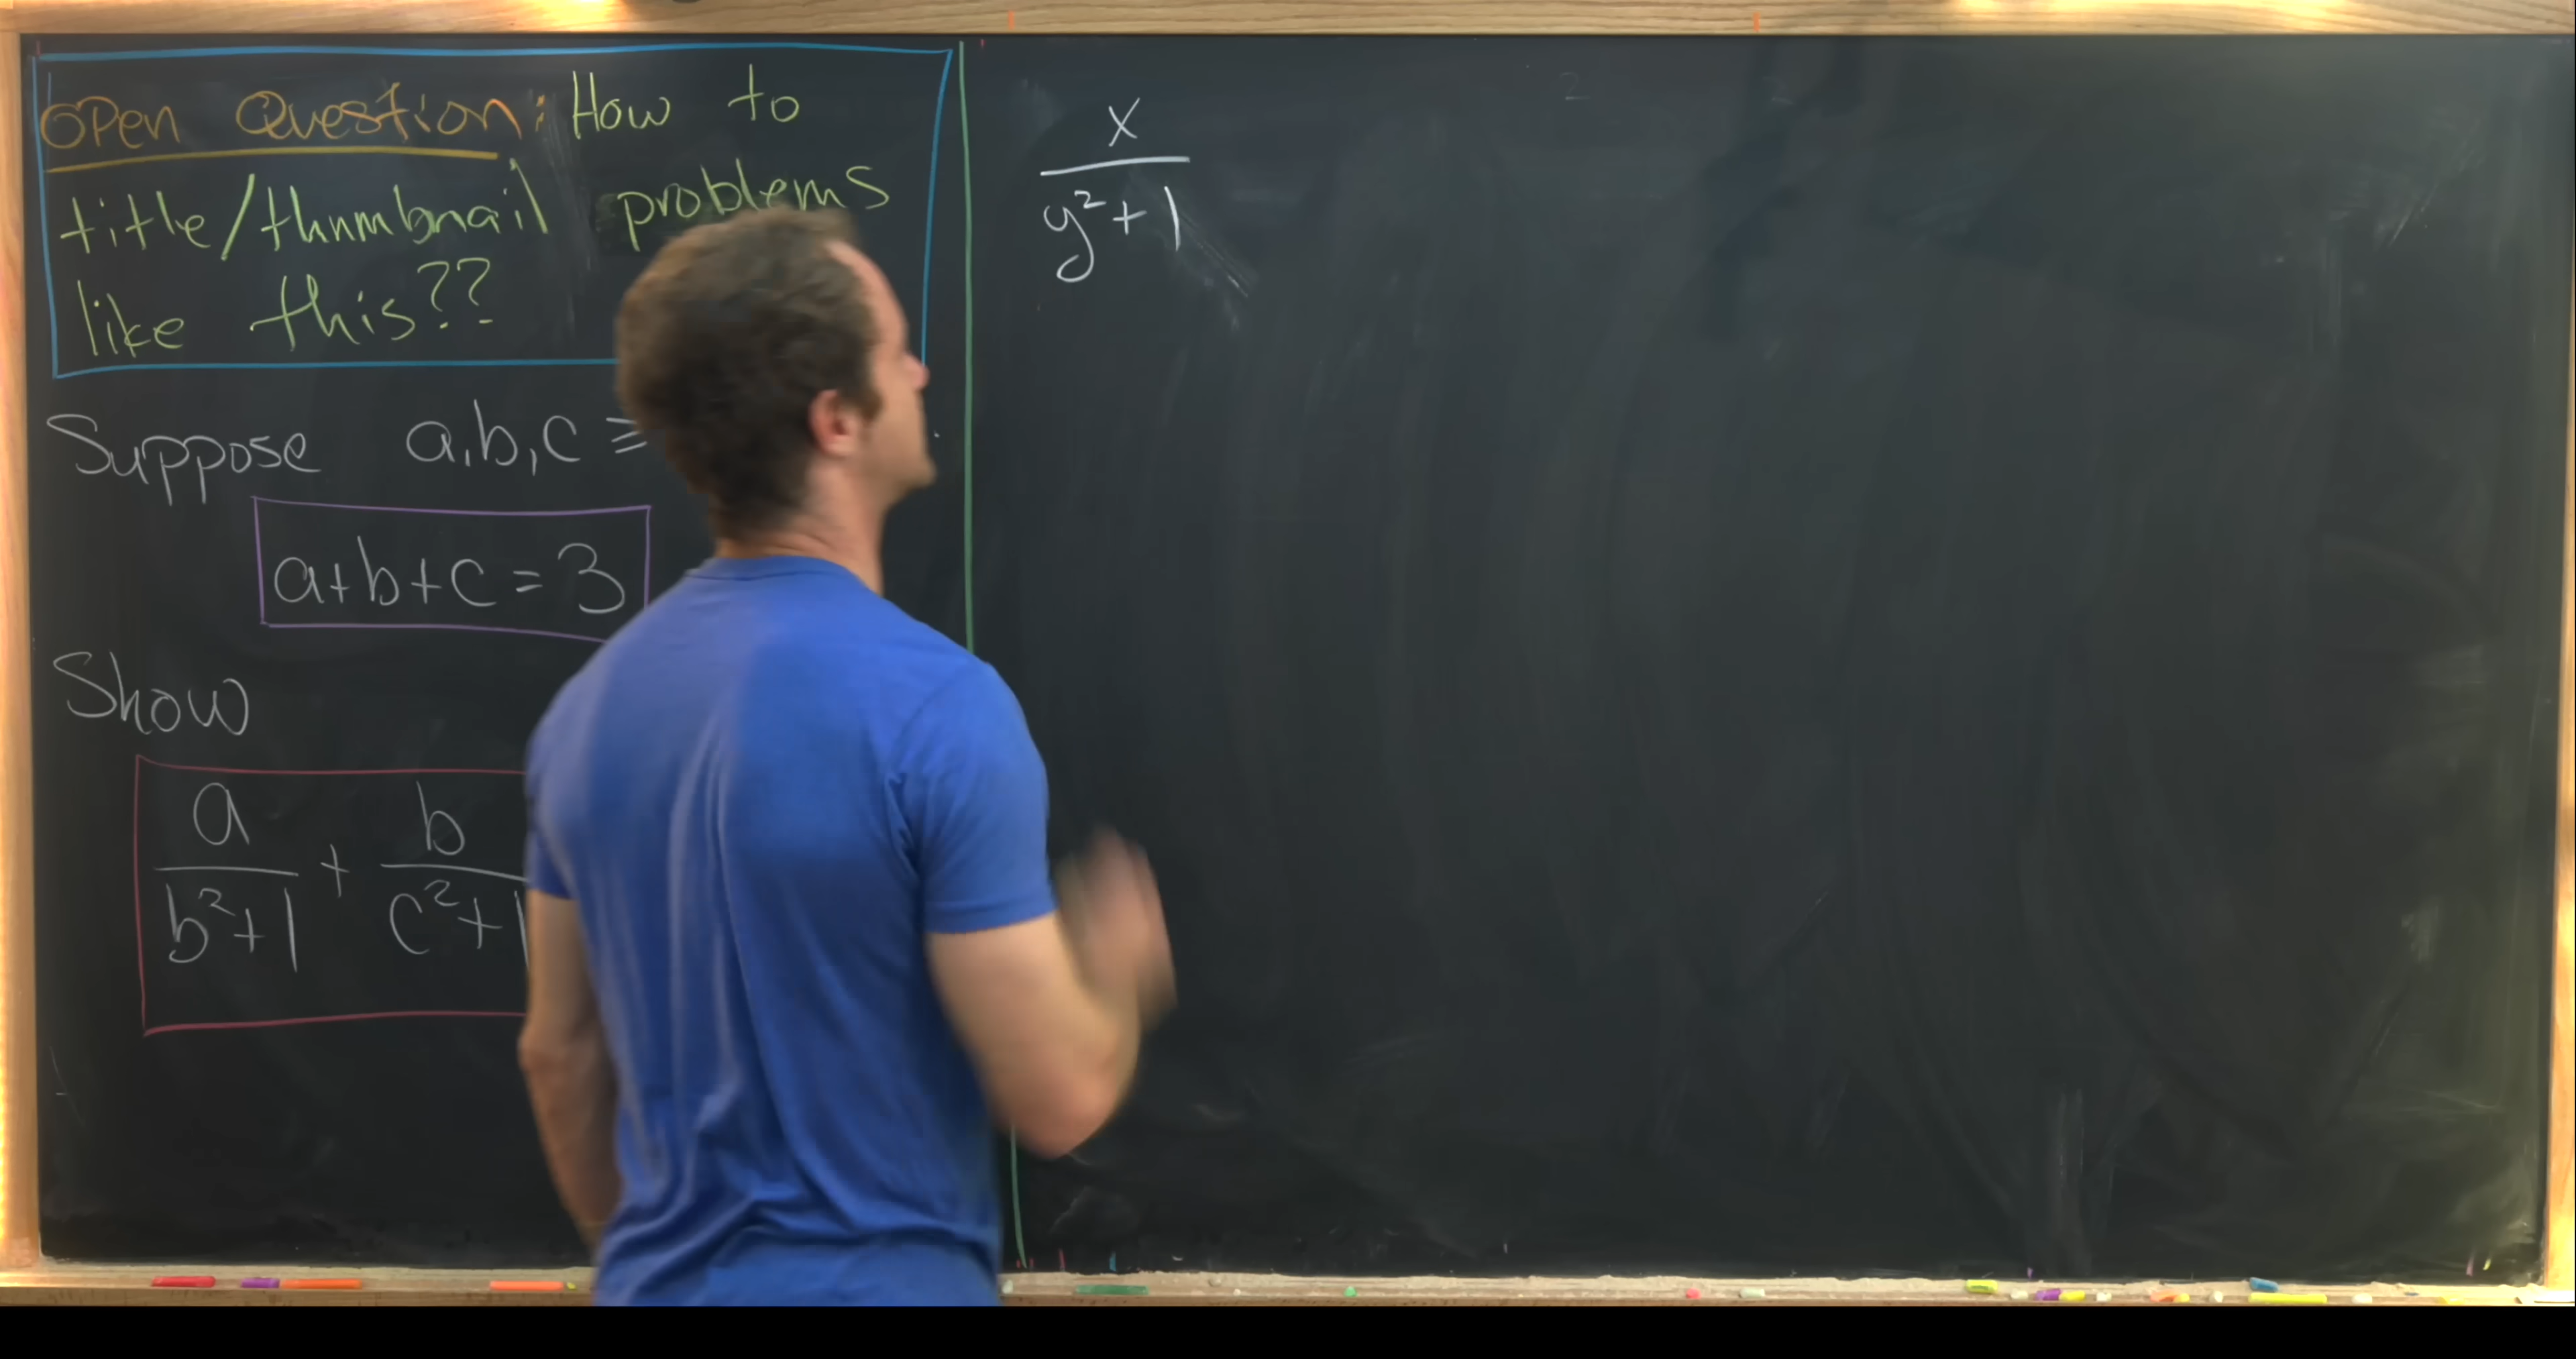 Open Question: How to
title/thumbnail problems
like this??
Suppose a,b,c ≥
a+b+c=3
Show
a/b²+1 + b/c²+1
x/y²+1